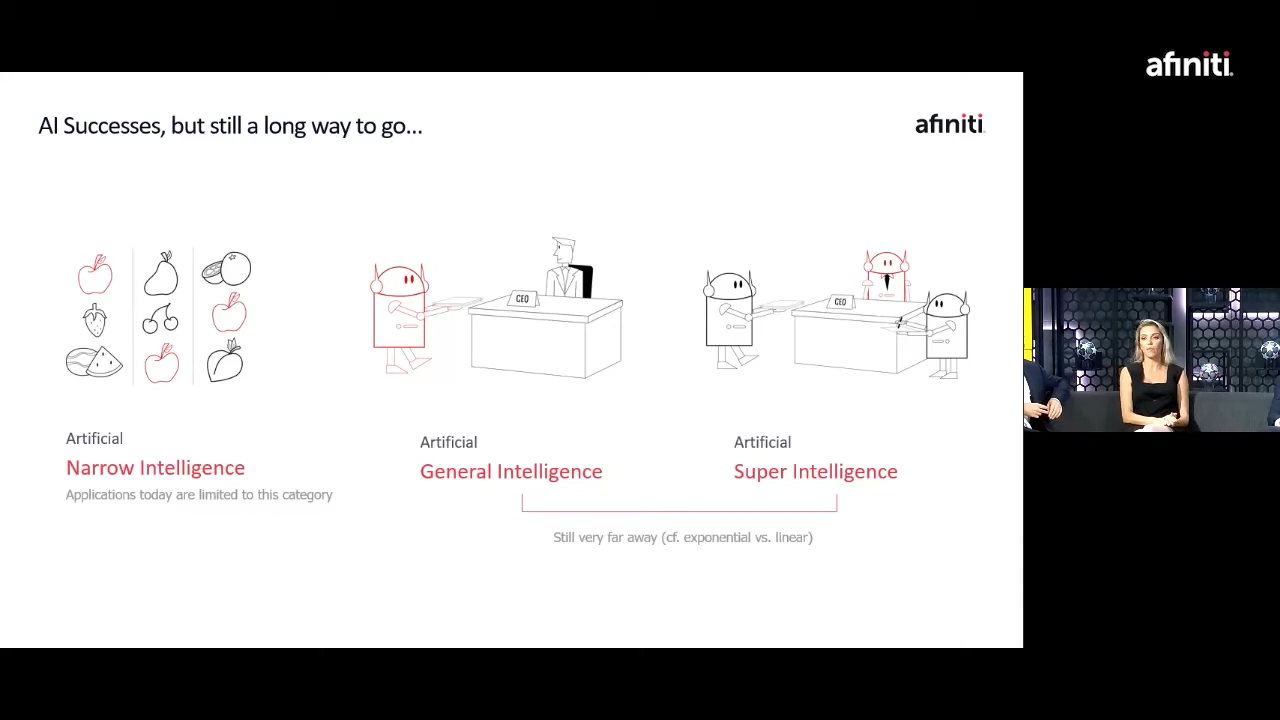 afiniti
AI Successes, but still a long way to go...
afiniti
CEO
CEO
Artificial
Narrow Intelligence
Applications today are limited to this category
Artificial
General Intelligence
Artificial
Super Intelligence
Still very far away (cf. exponential vs. linear)